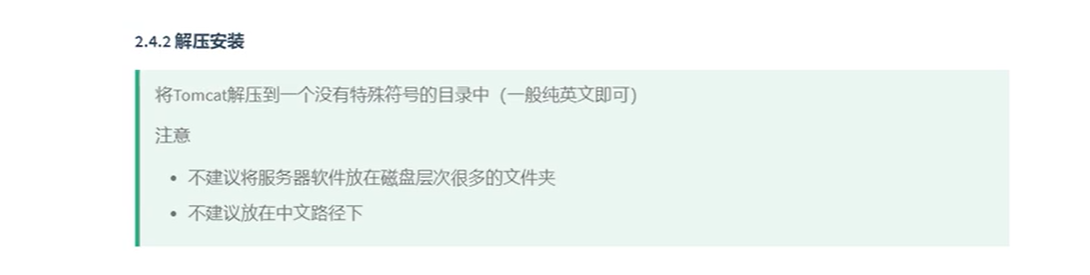 2.4.2 解压安装
将Tomcat解压到一个没有特殊符号的目录中（一般纯英文即可）
注意
• 不建议将服务器软件放在磁盘层次很多的文件夹
• 不建议放在中文路径下